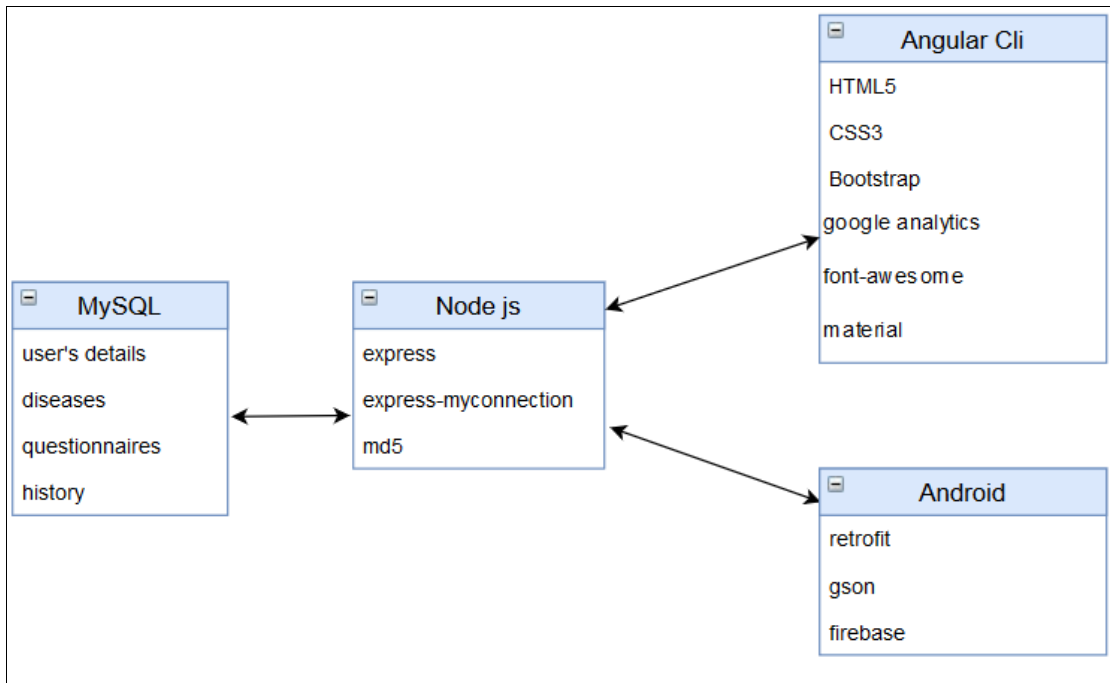 MySQL
user's details
diseases
questionnaires
history
Node js
express
express-myconnection
md5
Angular Cli
HTML5
CSS3
Bootstrap
google analytics
font-awesome
material
Android
retrofit
gson
firebase